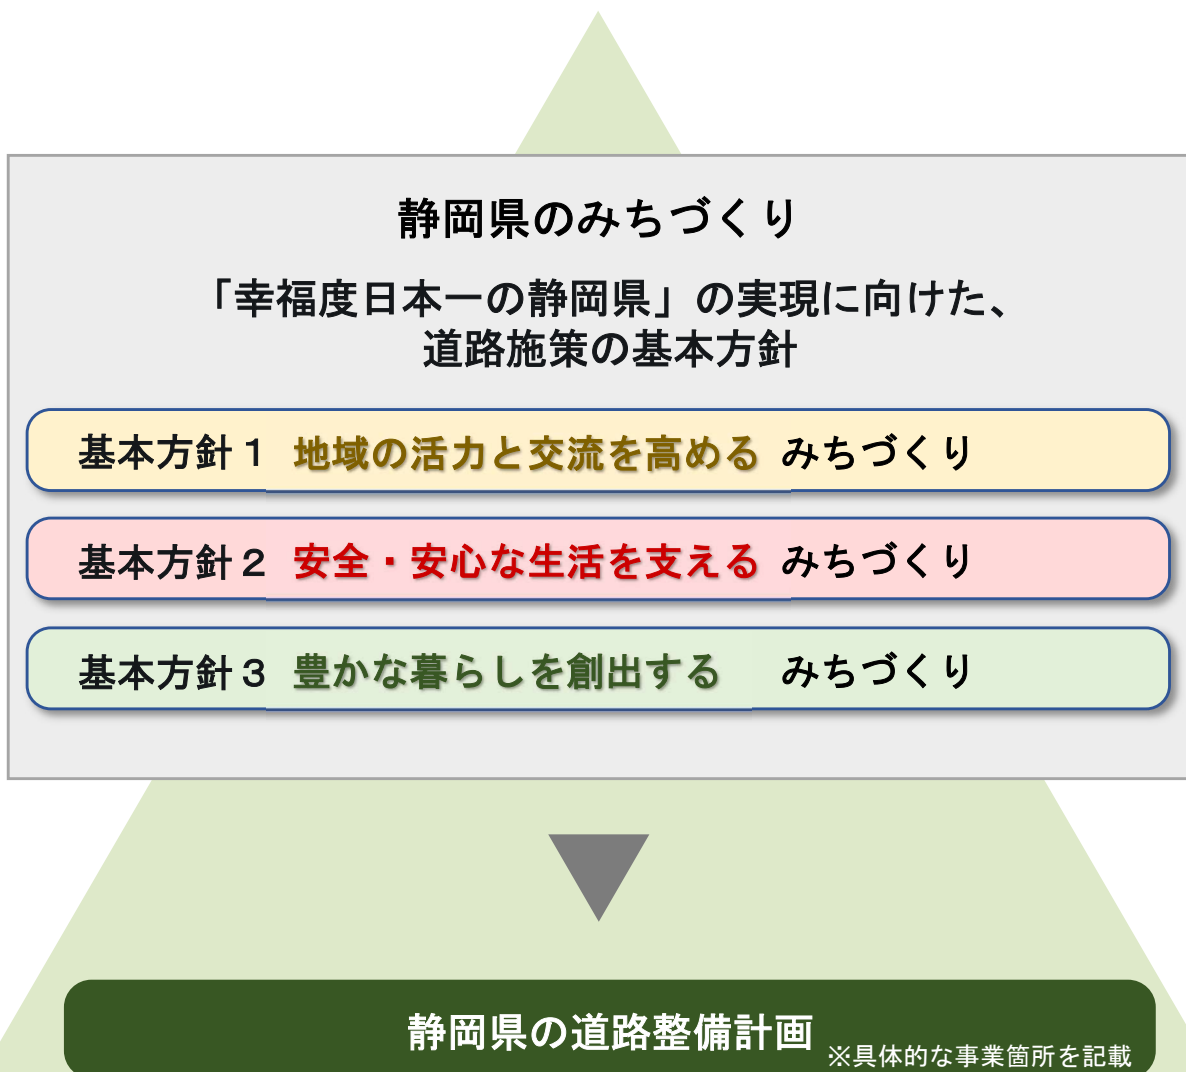 静岡県のみちづくり
「幸福度日本一の静岡県」の実現に向けた、
道路施策の基本方針
基本方針１ 地域の活力と交流を高める みちづくり
基本方針２ 安全・安心な生活を支える みちづくり
基本方針３ 豊かな暮らしを創出する みちづくり
静岡県の道路整備計画 ※具体的な事業箇所を記載